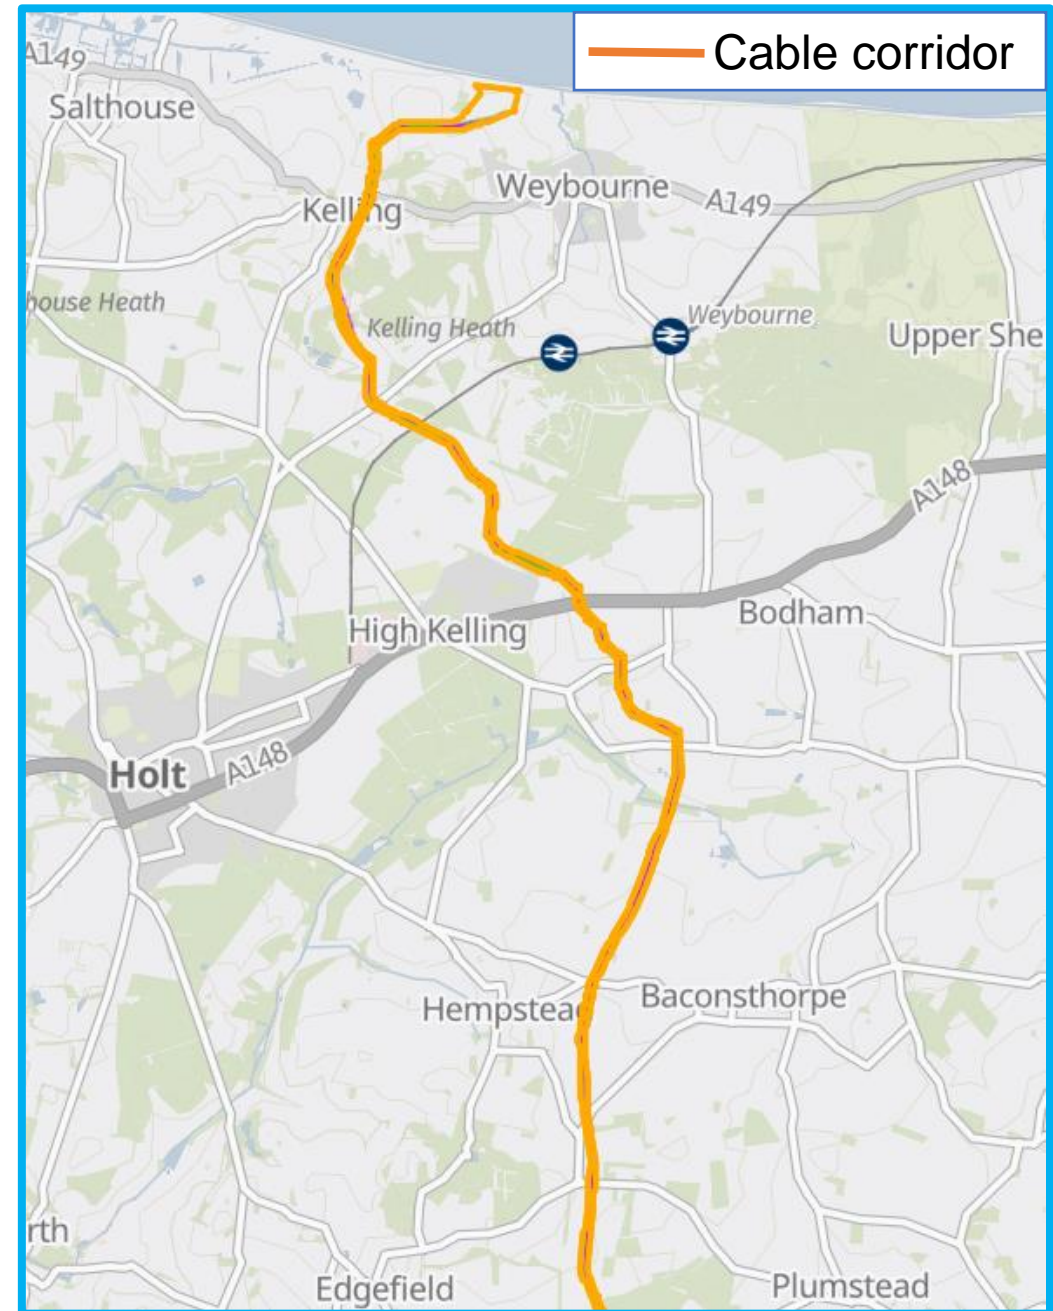 Cable corridor
A149
Salthouse
Weybourne
A149
Kelling
house Heath
Kelling Heath
Weybourne
Upper She
A148
Bodham
High Kelling
A148
Holt
Hempstead
Baconsthorpe
rth
Edgefield
Plumstead